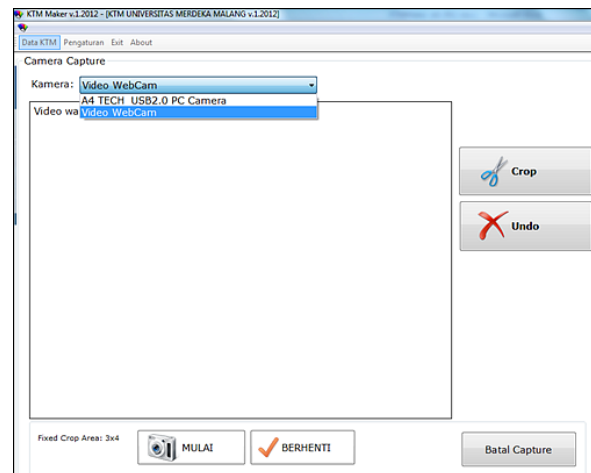 KTM Maker v.1.2012 - [KTM UNIVERSITAS MERDEKA MALANG v.1.2012]
Data KTM Pengaturan Exit About
Camera Capture
Kamera: Video WebCam
A4 TECH USB2.0 PC Camera
Video wa Video WebCam
Crop
Undo
Fixed Crop Area: 3x4
MULAI
BERHENTI
Batal Capture